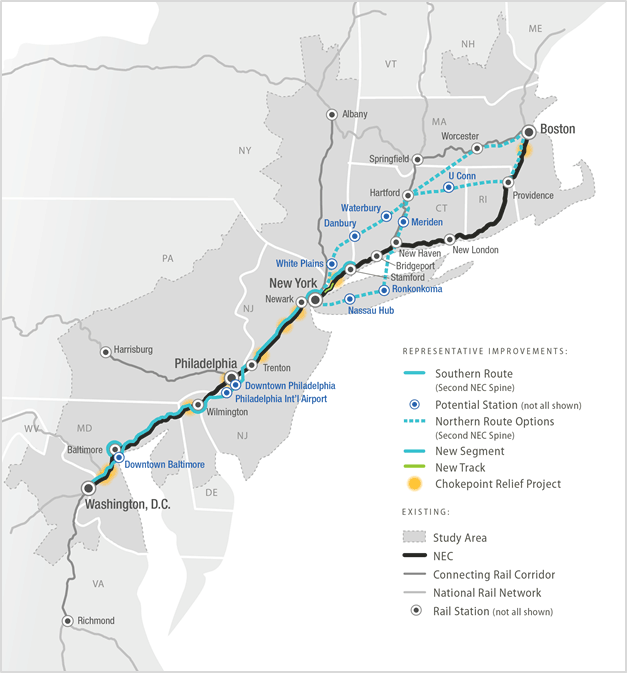 ME
VT
NH
Albany
MA
Worcester
Boston
NY
Springfield
U Conn
Hartford
Waterbury
CT
RI
Providence
Danbury
Meriden
New London
PA
White Plains
New Haven
Bridgeport
Stamford
New York
Ronkonkoma
Newark
NJ
Nassau Hub
Harrisburg
Philadelphia
Trenton
Downtown Philadelphia
Philadelphia Int'l Airport
Wilmington
WV
MD
NJ
Baltimore
Downtown Baltimore
DE
Washington, D.C.
VA
Richmond
REPRESENTATIVE IMPROVEMENTS:
Southern Route
(Second NEC Spine)
Potential Station (not all shown)
Northern Route Options
(Second NEC Spine)
New Segment
New Track
Chokepoint Relief Project
EXISTING:
Study Area
NEC
Connecting Rail Corridor
National Rail Network
Rail Station (not all shown)